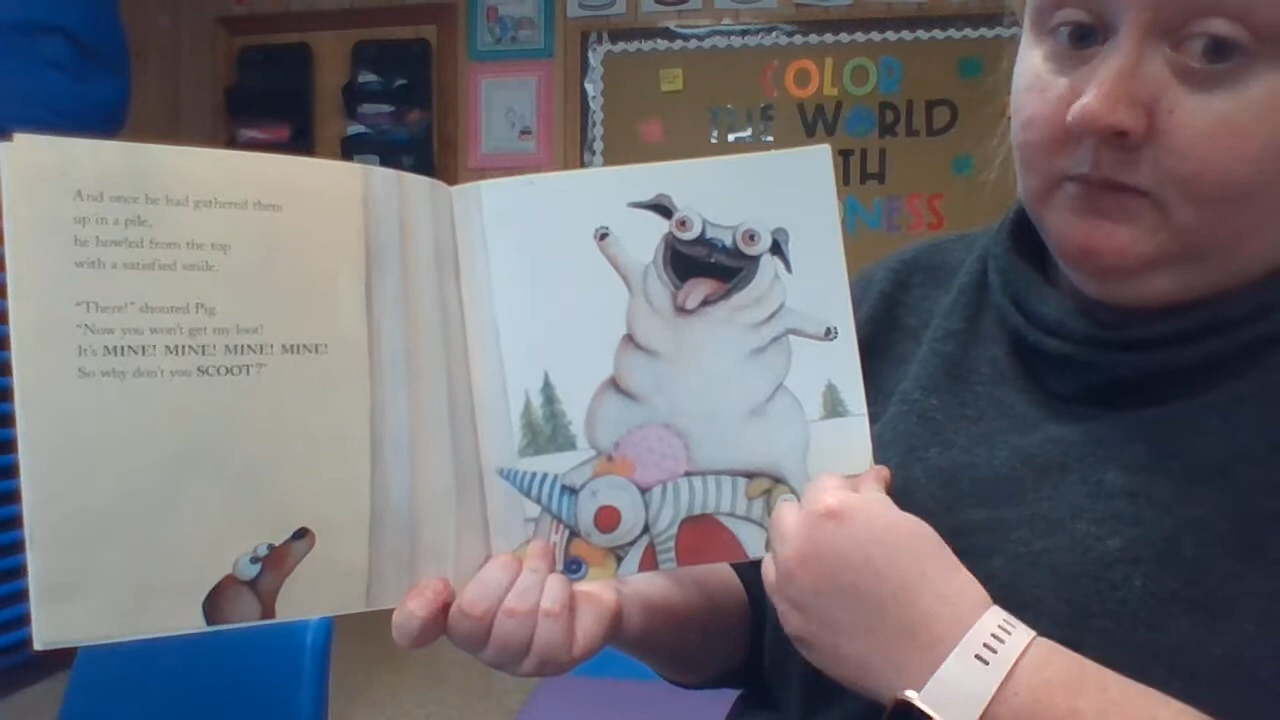 And once he had gathered them
up in a pile,
he howled from the top
with a satisfied smile.
"There!" shouted Pig.
"Now you won't get my loot!
It's MINE! MINE! MINE! MINE!
So why don't you SCOOT?"
COLOR
THE WORLD
TH
NESS